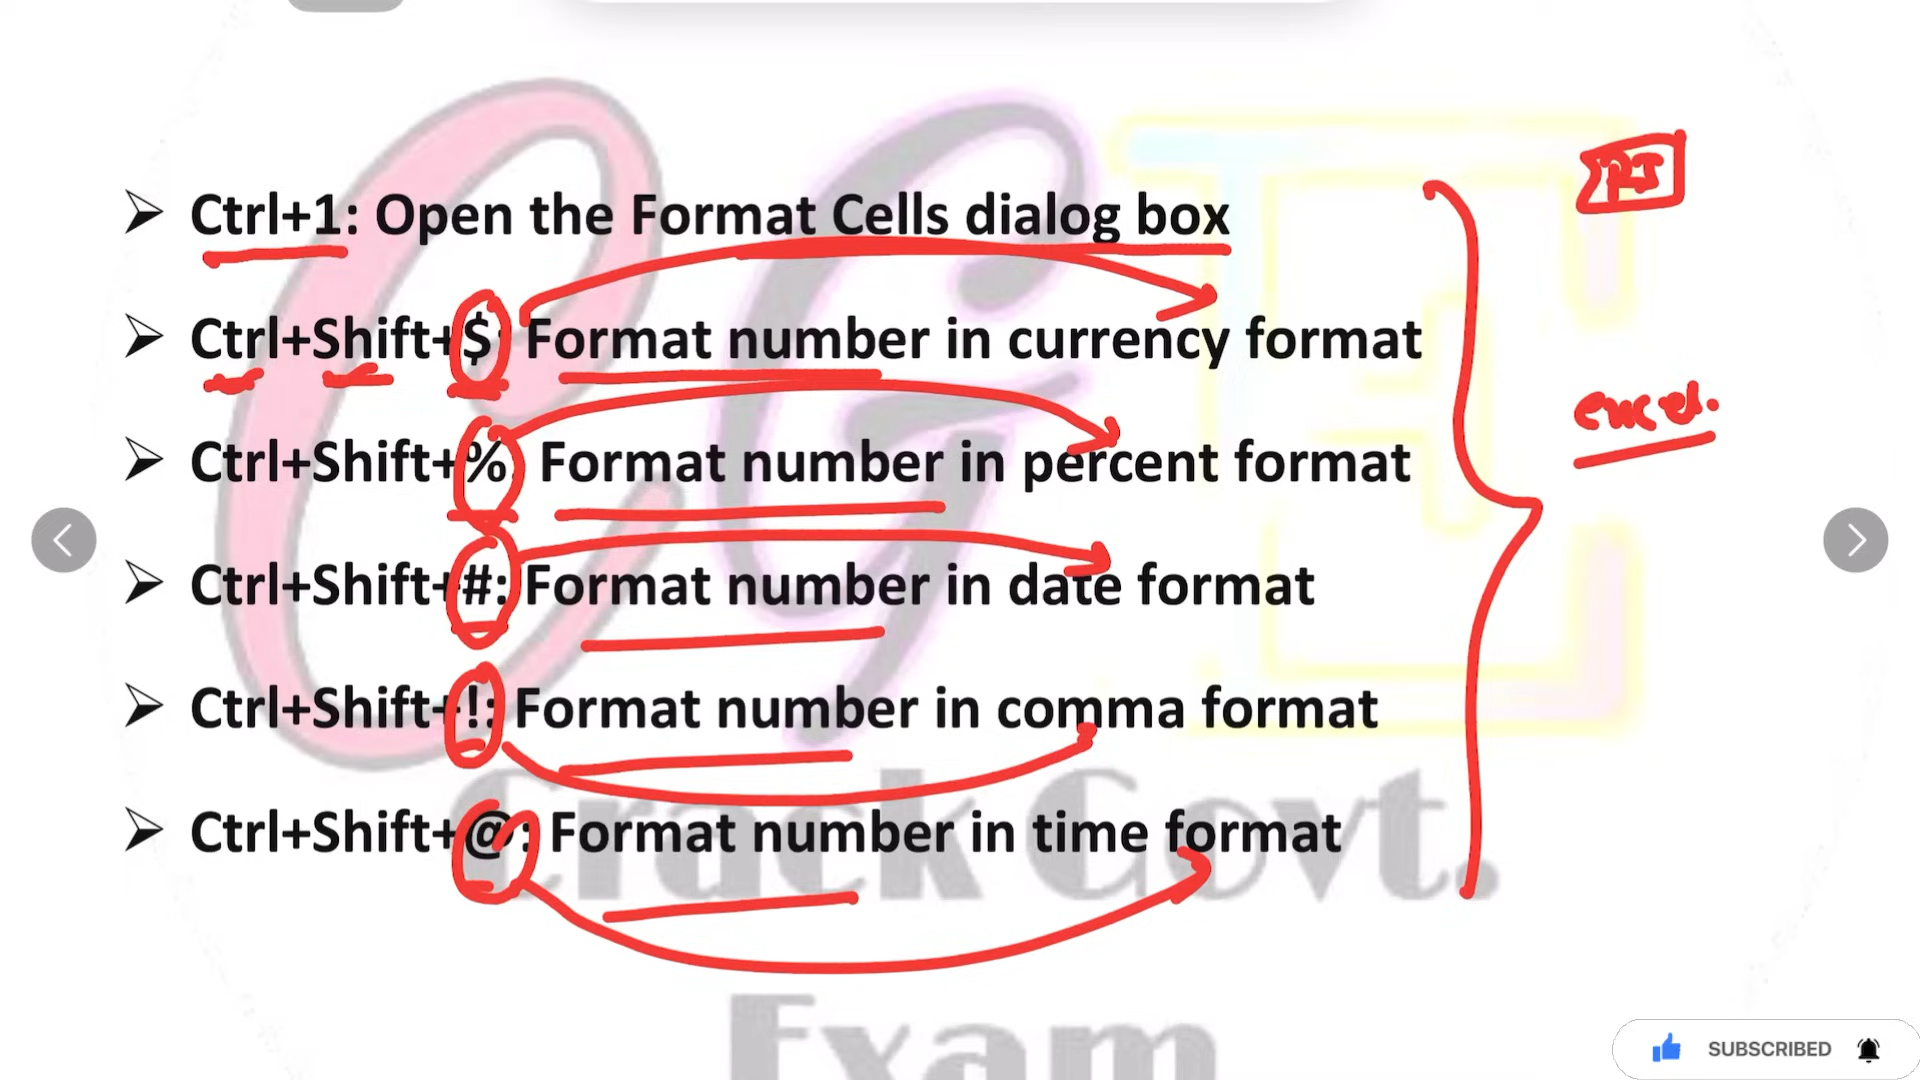 ➢ Ctrl+1: Open the Format Cells dialog box
➢ Ctrl+Shift+$: Format number in currency format
➢ Ctrl+Shift+%: Format number in percent format
➢ Ctrl+Shift+#: Format number in date format
➢ Ctrl+Shift+!: Format number in comma format
➢ Ctrl+Shift+@: Format number in time format
excel.
CGE
Crack Govt.
Exam
SUBSCRIBED